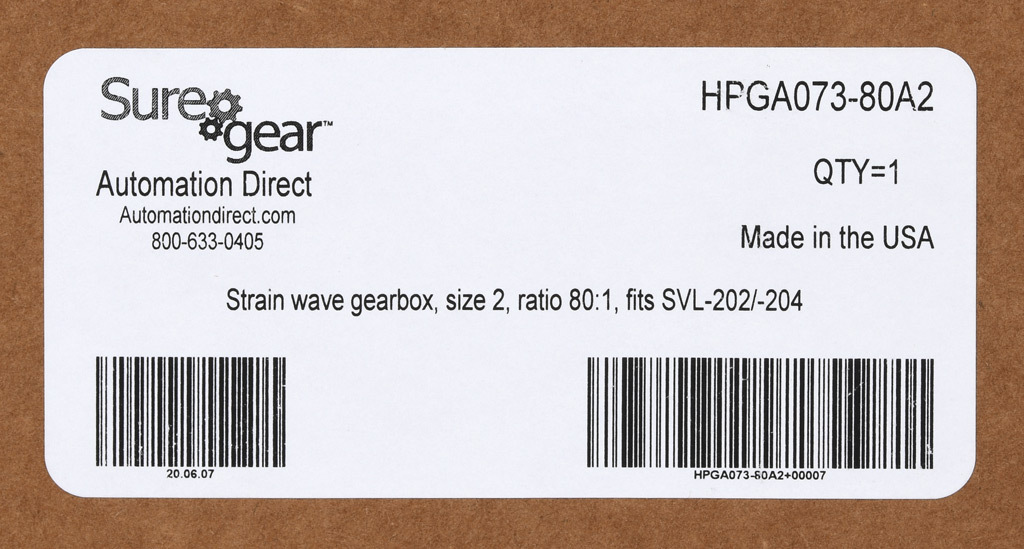 Sure gear™
Automation Direct
Automationdirect.com
800-633-0405
HPGA073-80A2
QTY=1
Made in the USA
Strain wave gearbox, size 2, ratio 80:1, fits SVL-202/-204
20.06.07
HPGA073-80A2+00007